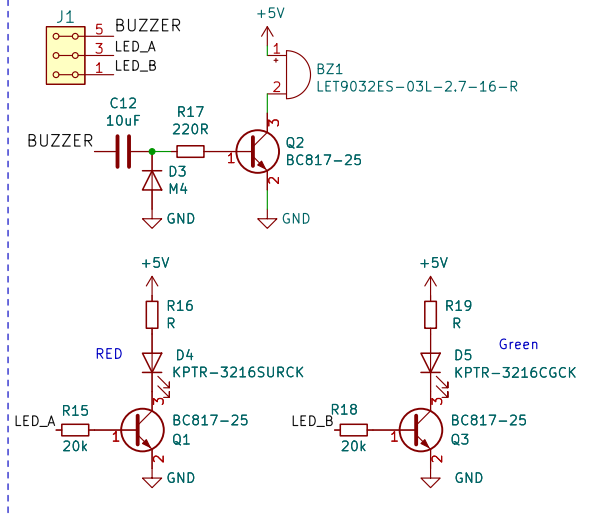 J1
5 BUZZER
3 LED_A
1 LED_B
+5V
1
+
2
BZ1
LET9032ES-03L-2.7-16-R
C12
10uF
R17
220R
BUZZER
D3
M4
GND
1
3
2
Q2
BC817-25
GND
+5V
R16
R
RED
D4
KPTR-3216SURCK
LED_A
R15
20k
1
3
2
BC817-25
Q1
GND
+5V
R19
R
Green
D5
KPTR-3216CGCK
LED_B
R18
20k
1
3
2
BC817-25
Q3
GND